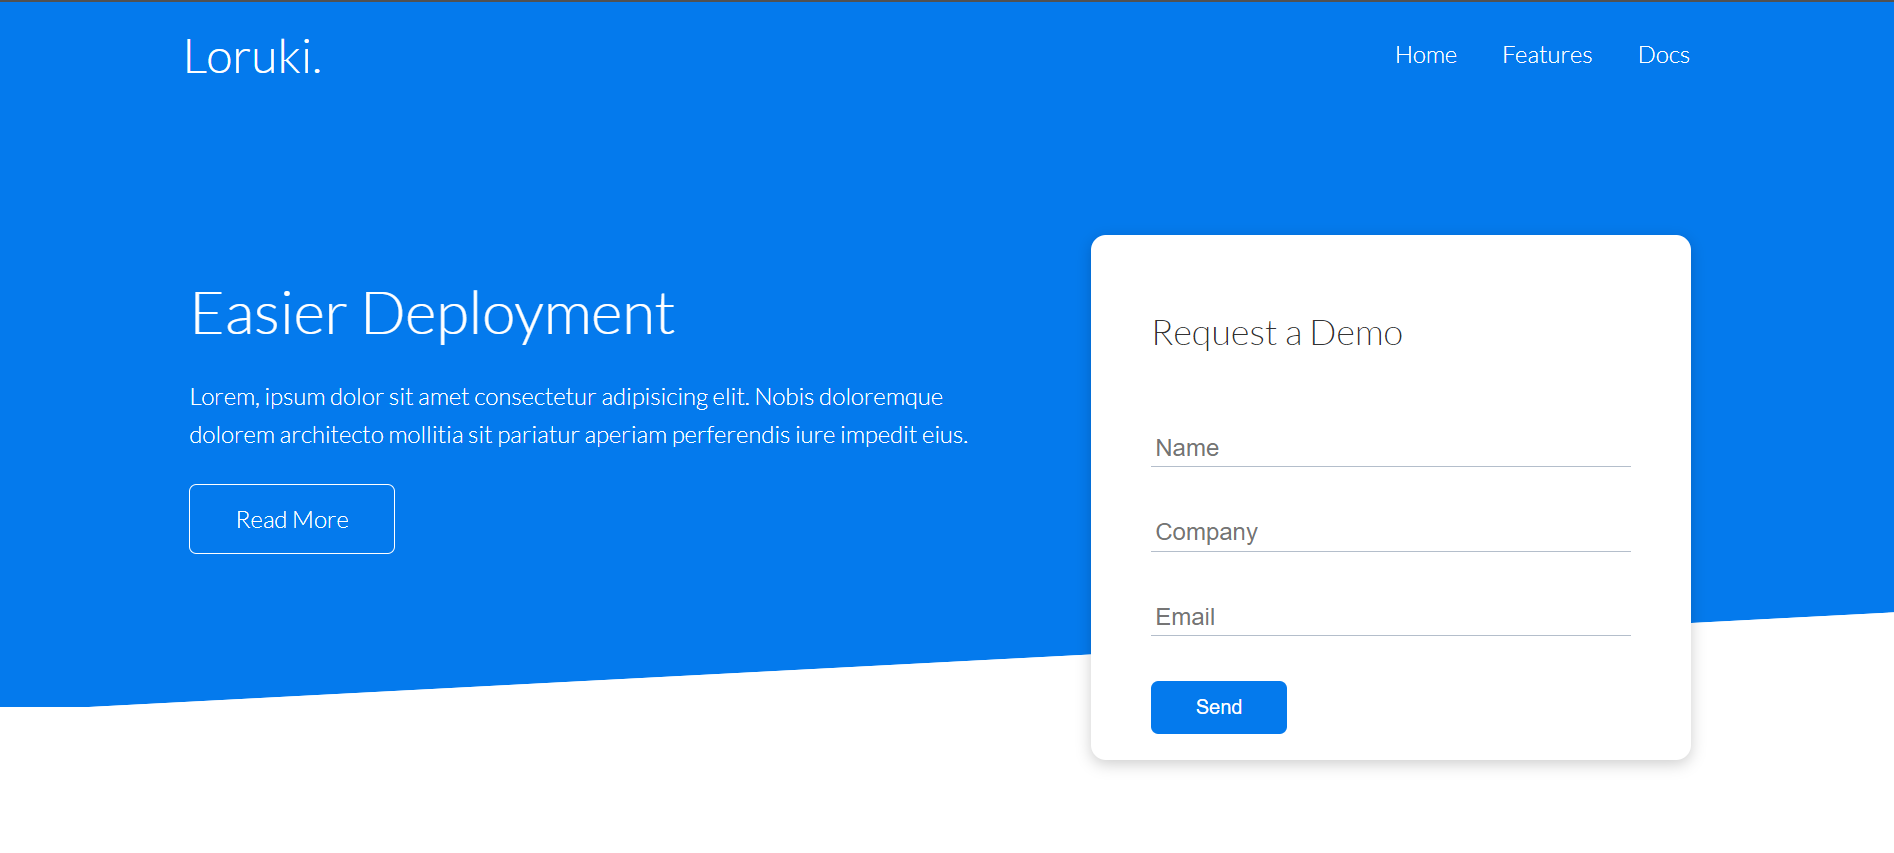 Loruki.
Home Features Docs
Easier Deployment
Lorem, ipsum dolor sit amet consectetur adipisicing elit. Nobis doloremque
dolorem architecto mollitia sit pariatur aperiam perferendis iure impedit eius.
Read More
Request a Demo
Name
Company
Email
Send